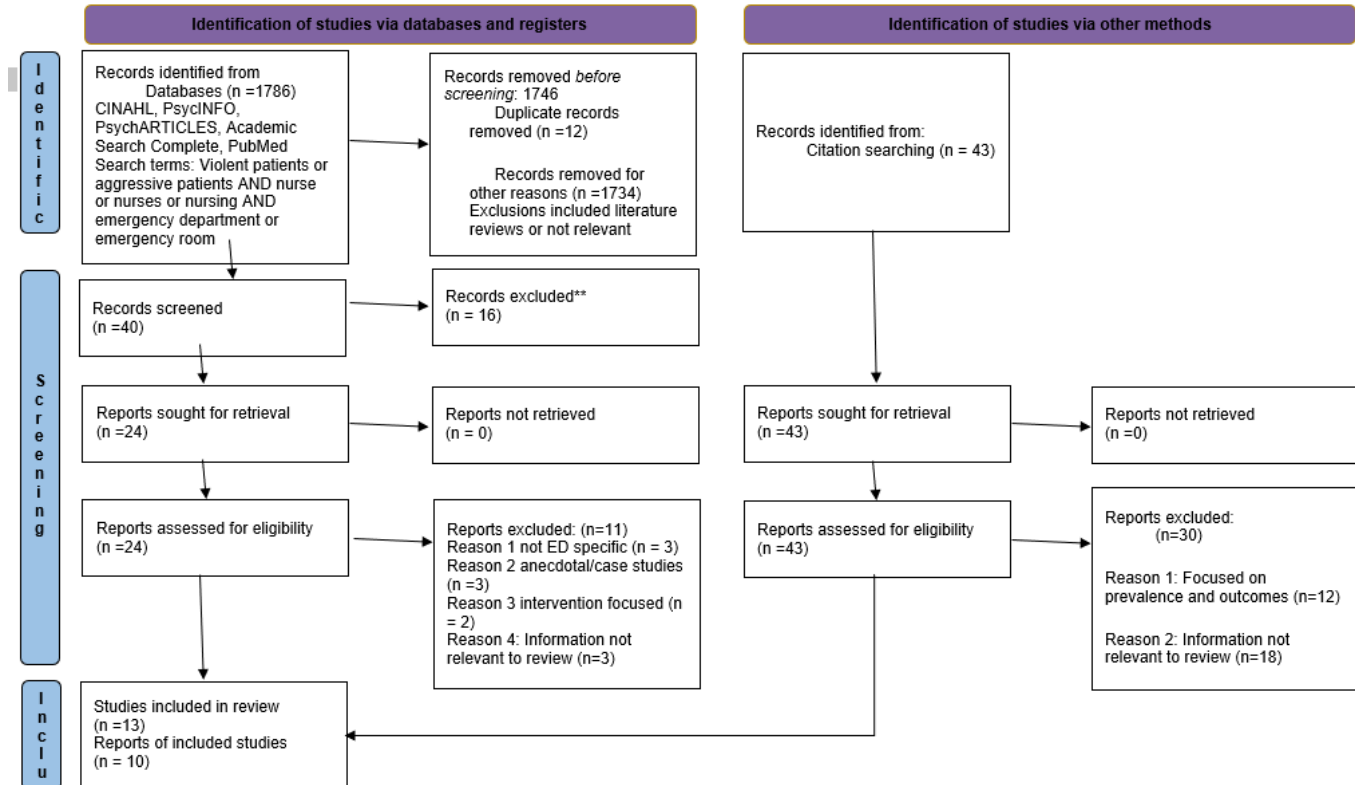 Identification of studies via databases and registers
Identification of studies via other methods
Identific
Records identified from
Databases (n =1786)
CINAHL, PsycINFO,
PsychARTICLES, Academic
Search Complete, PubMed
Search terms: Violent patients or
aggressive patients AND nurse
or nurses or nursing AND
emergency department or
emergency room
Records removed before
screening: 1746
Duplicate records
removed (n =12)
Records removed for
other reasons (n =1734)
Exclusions included literature
reviews or not relevant
Records identified from:
Citation searching (n = 43)
Screening
Records screened
(n =40)
Records excluded**
(n = 16)
Reports sought for retrieval
(n =24)
Reports not retrieved
(n = 0)
Reports sought for retrieval
(n =43)
Reports not retrieved
(n =0)
Reports assessed for eligibility
(n =24)
Reports excluded: (n=11)
Reason 1 not ED specific (n = 3)
Reason 2 anecdotal/case studies
(n =3)
Reason 3 intervention focused (n
= 2)
Reason 4: Information not
relevant to review (n=3)
Reports assessed for eligibility
(n =43)
Reports excluded:
(n=30)
Reason 1: Focused on
prevalence and outcomes (n=12)
Reason 2: Information not
relevant to review (n=18)
Inclu
Studies included in review
(n =13)
Reports of included studies
(n = 10)